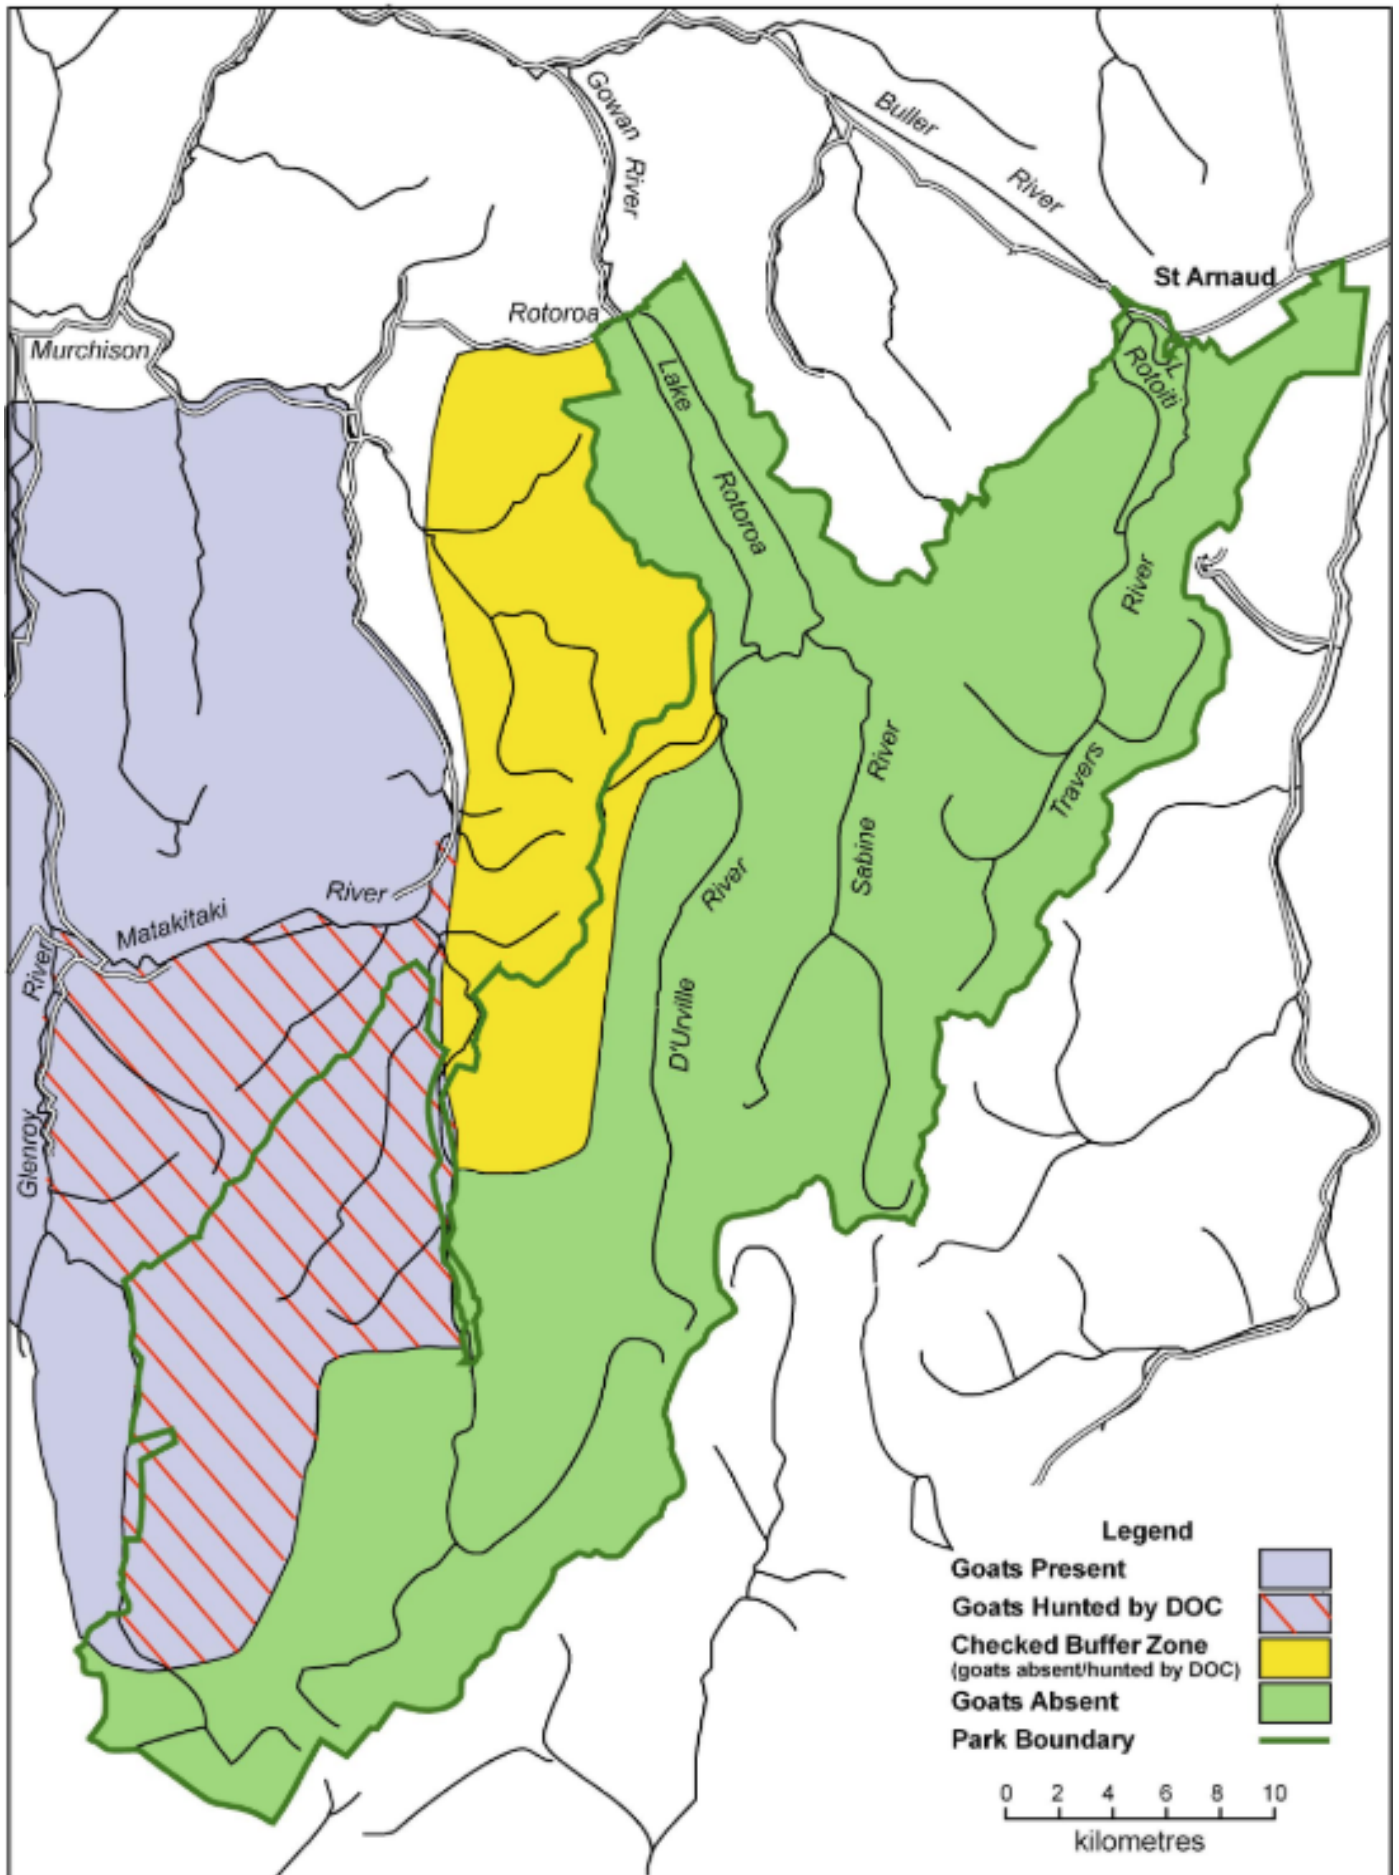 Gowan
River
Buller
River
St Arnaud
Rotoroa
Murchison
Lake
Rotoroa
L.
Rotoiti
River
Travers
River
Sabine
River
D'Urville
River
Matakitaki
River
Glenroy
Legend
Goats Present
Goats Hunted by DOC
Checked Buffer Zone
(goats absent/hunted by DOC)
Goats Absent
Park Boundary
0 2 4 6 8 10
kilometres